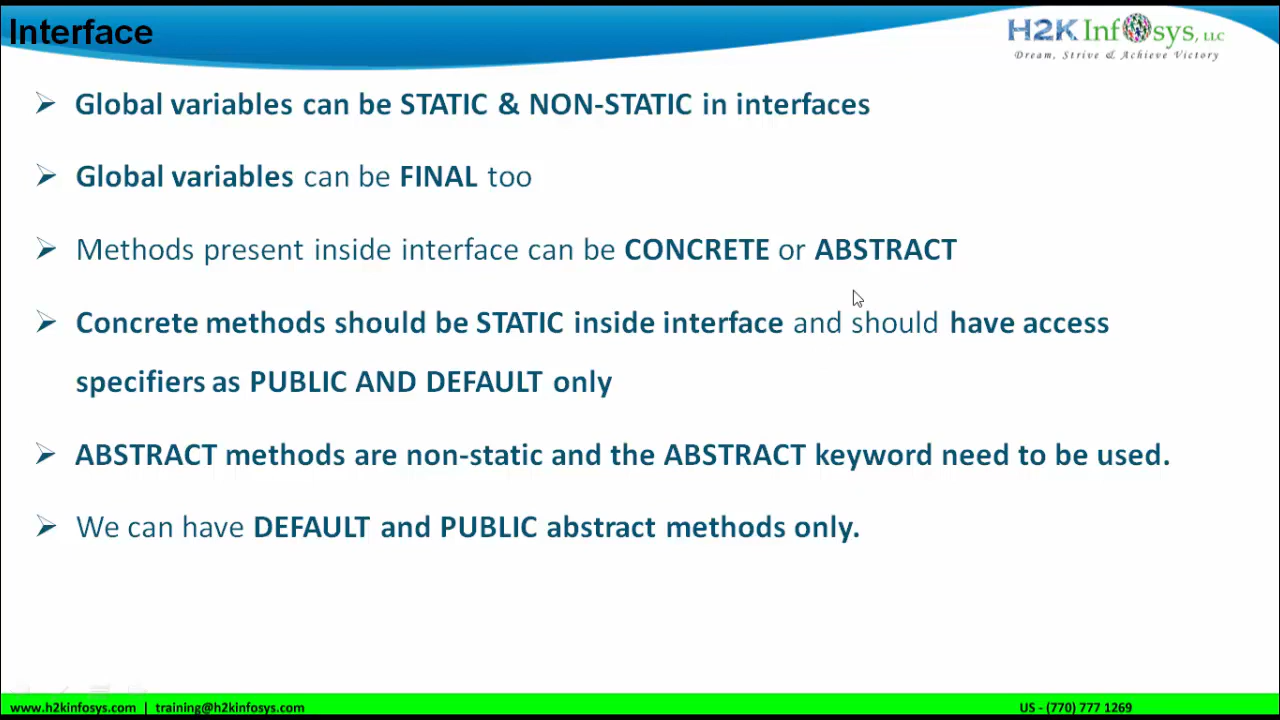 Interface
H2K Infosys, LLC
Dream, Strive & Achieve Victory
Global variables can be STATIC & NON-STATIC in interfaces
Global variables can be FINAL too
Methods present inside interface can be CONCRETE or ABSTRACT
Concrete methods should be STATIC inside interface and should have access
specifiers as PUBLIC AND DEFAULT only
ABSTRACT methods are non-static and the ABSTRACT keyword need to be used.
We can have DEFAULT and PUBLIC abstract methods only.
www.h2kinfosys.com | training@h2kinfosys.com
US - (770) 777 1269